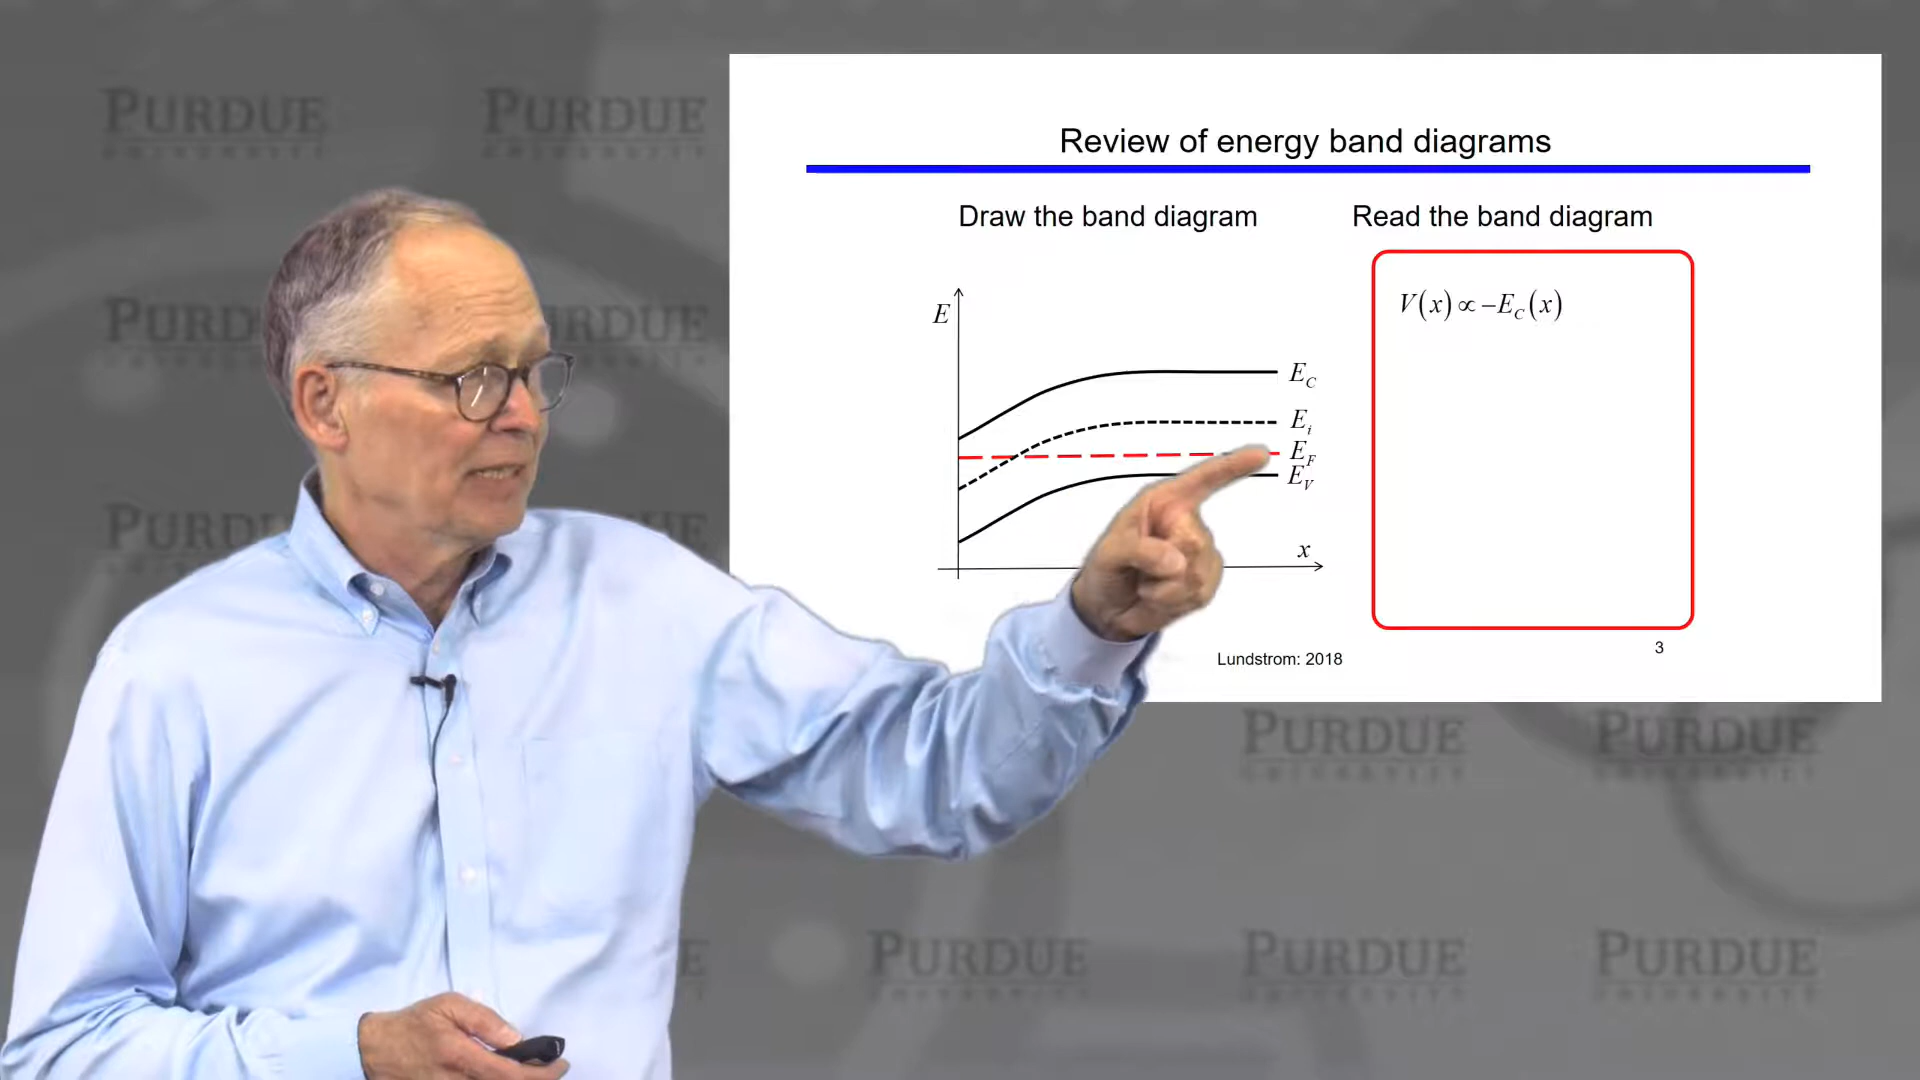 PURDUE
PURDUE
Review of energy band diagrams
Draw the band diagram
Read the band diagram
E
V(x) ∝ −E_C(x)
PURDUE
E_C
E_i
E_F
E_V
x
3
Lundstrom: 2018
PURDUE
PURDUE
PURDUE
PURDUE
PURDUE